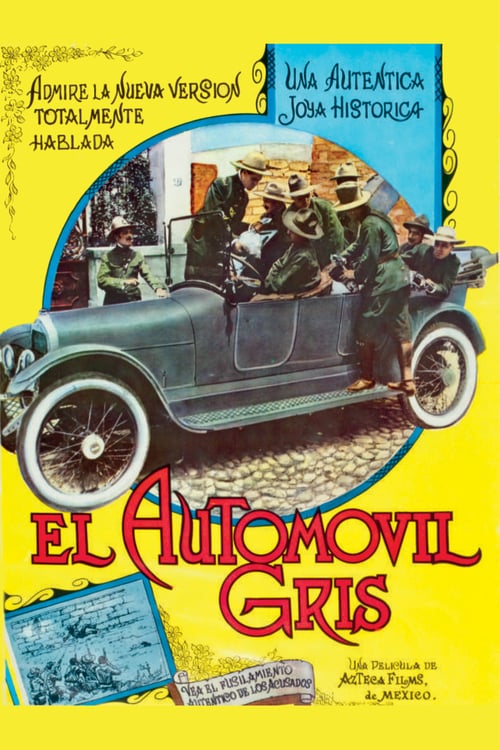 ADMIRE LA NUEVA VERSION
TOTALMENTE
HABLADA
UNA AUTENTICA
JOYA HISTORICA
EL AUTOMOVIL
GRIS
VEA EL FUSILAMIENTO
AUTENTICO DE LOS ACUSADOS
UNA PELICULA DE
AZTECA FILMS,
de MEXICO.